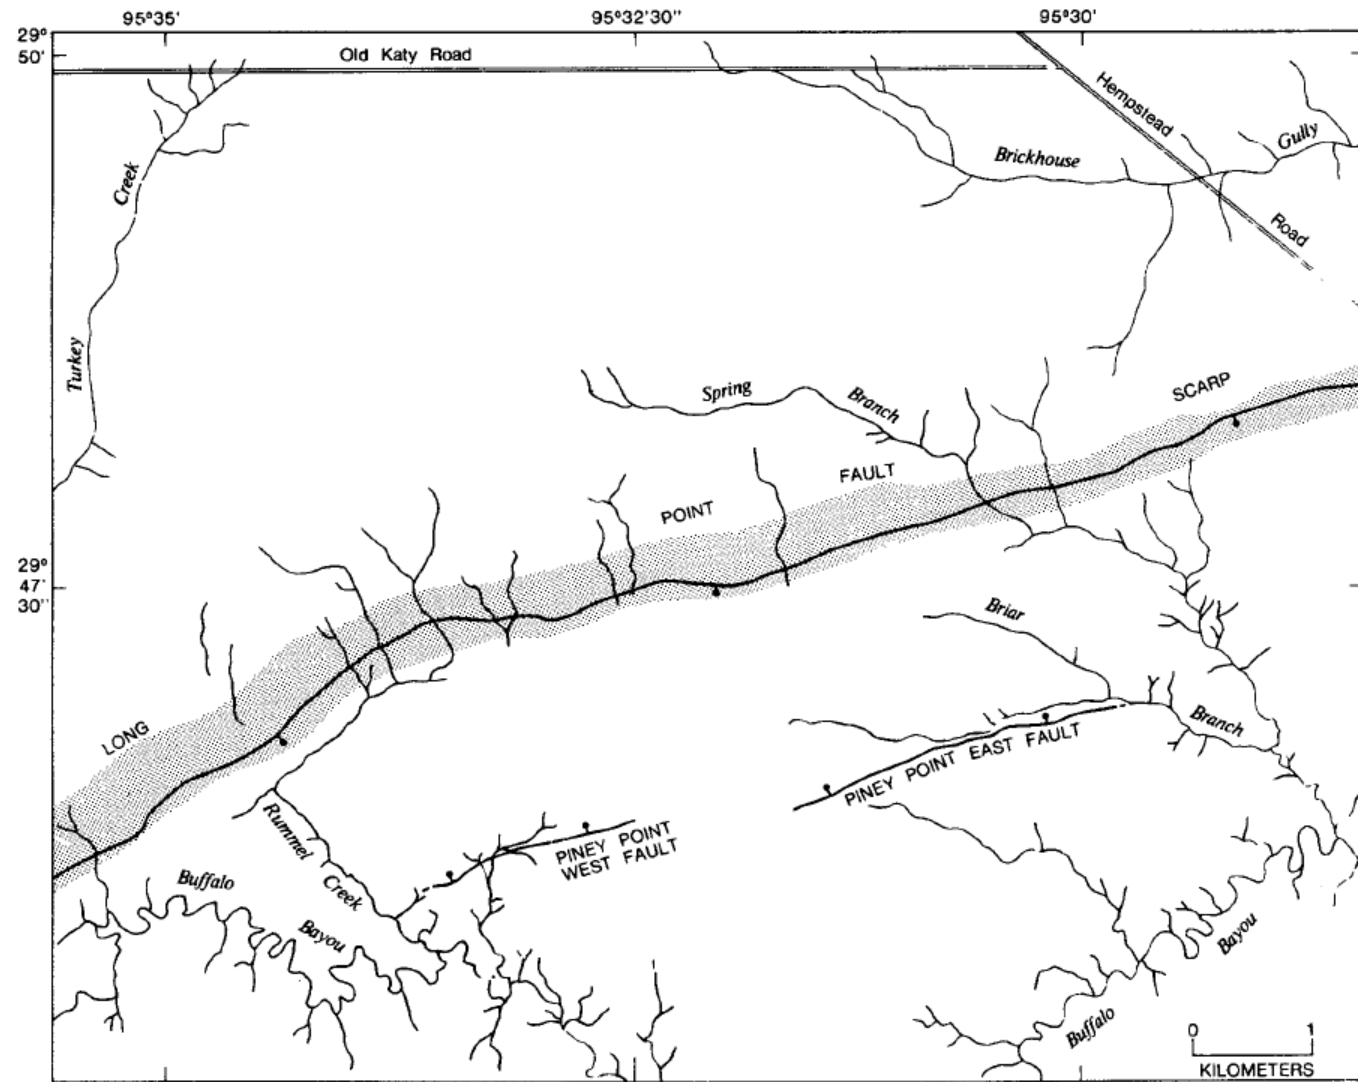 95°35'
95°32'30"
95°30'
29°
50'
Old Katy Road
Hempstead
Road
Gully
Brickhouse
Creek
Turkey
Spring
Branch
SCARP
FAULT
POINT
LONG
29°
47'
30"
Briar
Branch
PINEY POINT EAST FAULT
PINEY POINT
WEST FAULT
Rummel
Creek
Buffalo
Bayou
Bayou
Buffalo
0 1
KILOMETERS